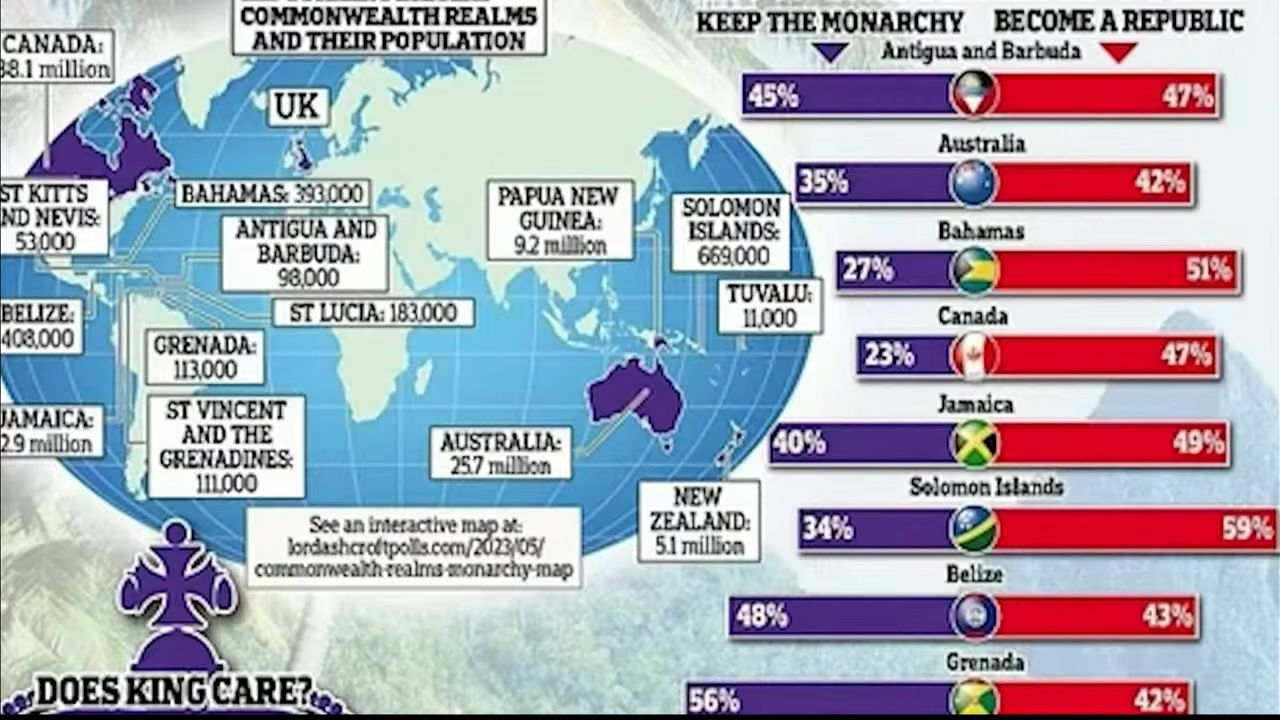 COMMONWEALTH REALMS
AND THEIR POPULATION
CANADA:
38.1 million
UK
ST KITTS
AND NEVIS:
53,000
BAHAMAS: 393,000
ANTIGUA AND
BARBUDA:
98,000
ST LUCIA: 183,000
BELIZE:
408,000
GRENADA:
113,000
JAMAICA:
2.9 million
ST VINCENT
AND THE
GRENADINES:
111,000
PAPUA NEW
GUINEA:
9.2 million
SOLOMON
ISLANDS:
669,000
TUVALU:
11,000
AUSTRALIA:
25.7 million
NEW
ZEALAND:
5.1 million
See an interactive map at:
lordashcroftpolls.com/2023/05/
commonwealth-realms-monarchy-map
DOES KING CARE?
KEEP THE MONARCHY BECOME A REPUBLIC
Antigua and Barbuda
45% 47%
Australia
35% 42%
Bahamas
27% 51%
Canada
23% 47%
Jamaica
40% 49%
Solomon Islands
34% 59%
Belize
48% 43%
Grenada
56% 42%